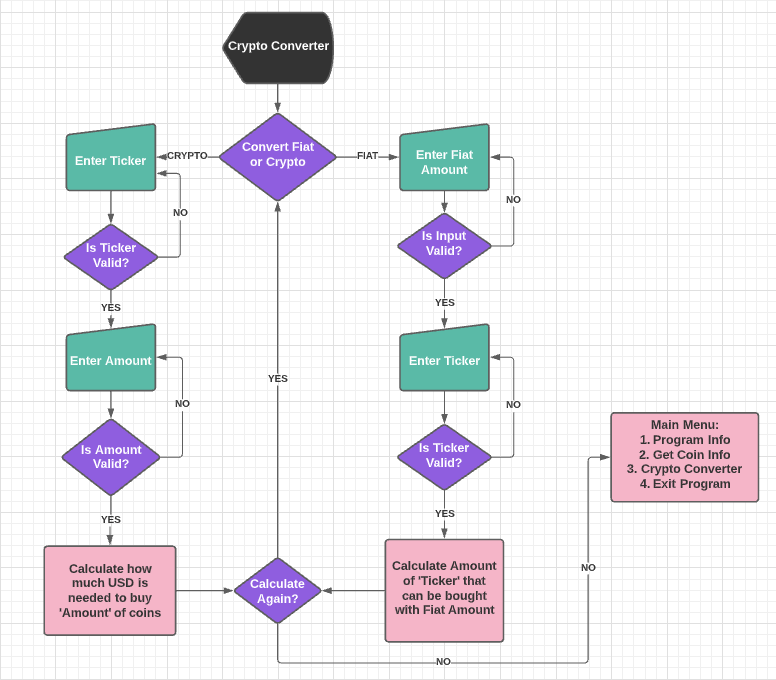 Crypto Converter
Convert Fiat
or Crypto
CRYPTO
FIAT
Enter Ticker
NO
Is Ticker
Valid?
YES
Enter Amount
NO
Is Amount
Valid?
YES
Calculate how
much USD is
needed to buy
'Amount' of coins
Enter Fiat
Amount
NO
Is Input
Valid?
YES
Enter Ticker
NO
Is Ticker
Valid?
YES
Calculate Amount
of 'Ticker' that
can be bought
with Fiat Amount
Calculate
Again?
YES
NO
NO
Main Menu:
1. Program Info
2. Get Coin Info
3. Crypto Converter
4. Exit Program